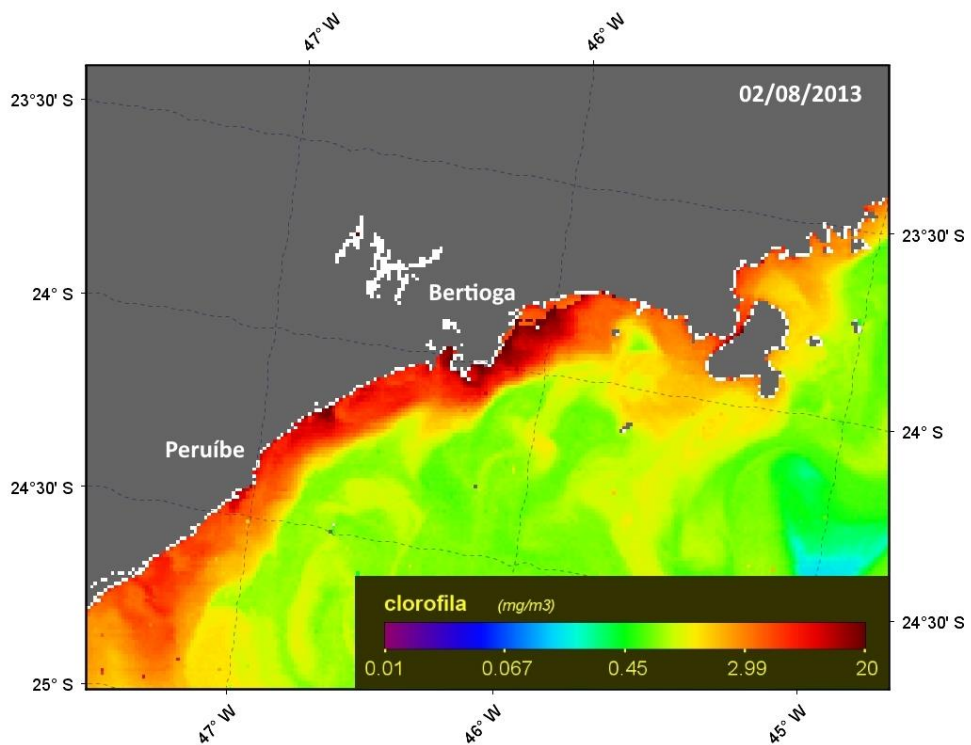 47° W
46° W
23°30' S
02/08/2013
23°30' S
24° S
Bertioga
24° S
Peruíbe
24°30' S
clorofila (mg/m3)
24°30' S
0.01 0.067 0.45 2.99 20
25° S
47° W
46° W
45° W